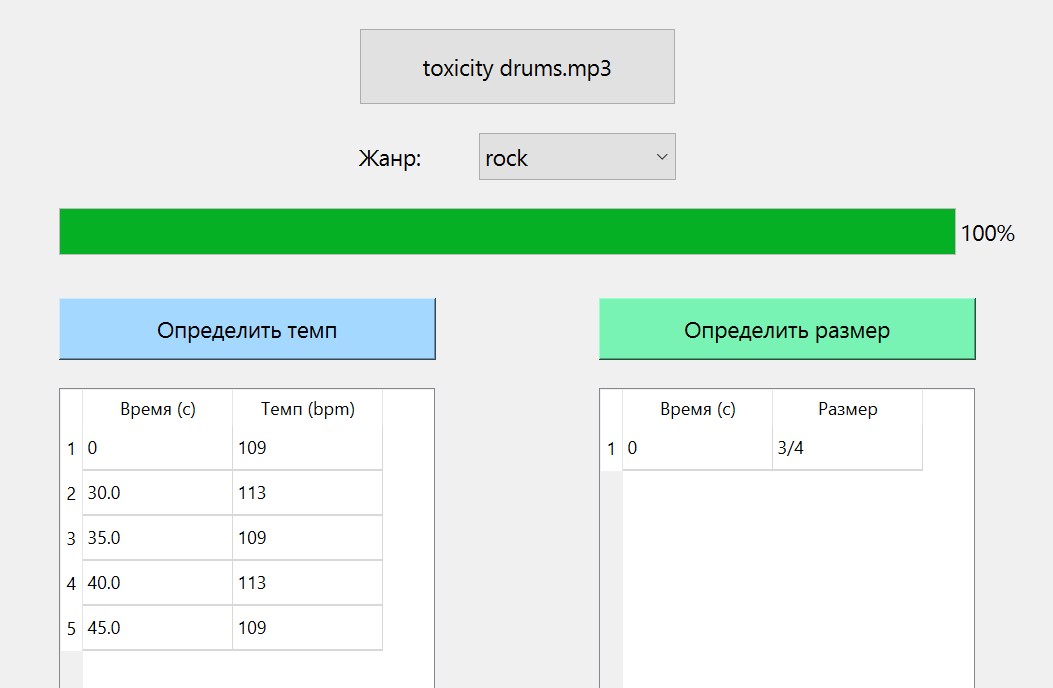 toxicity drums.mp3
Жанр: rock
100%
Определить темп Определить размер
Время (с) Темп (bpm) Время (с) Размер
1 0 109 1 0 3/4
2 30.0 113
3 35.0 109
4 40.0 113
5 45.0 109